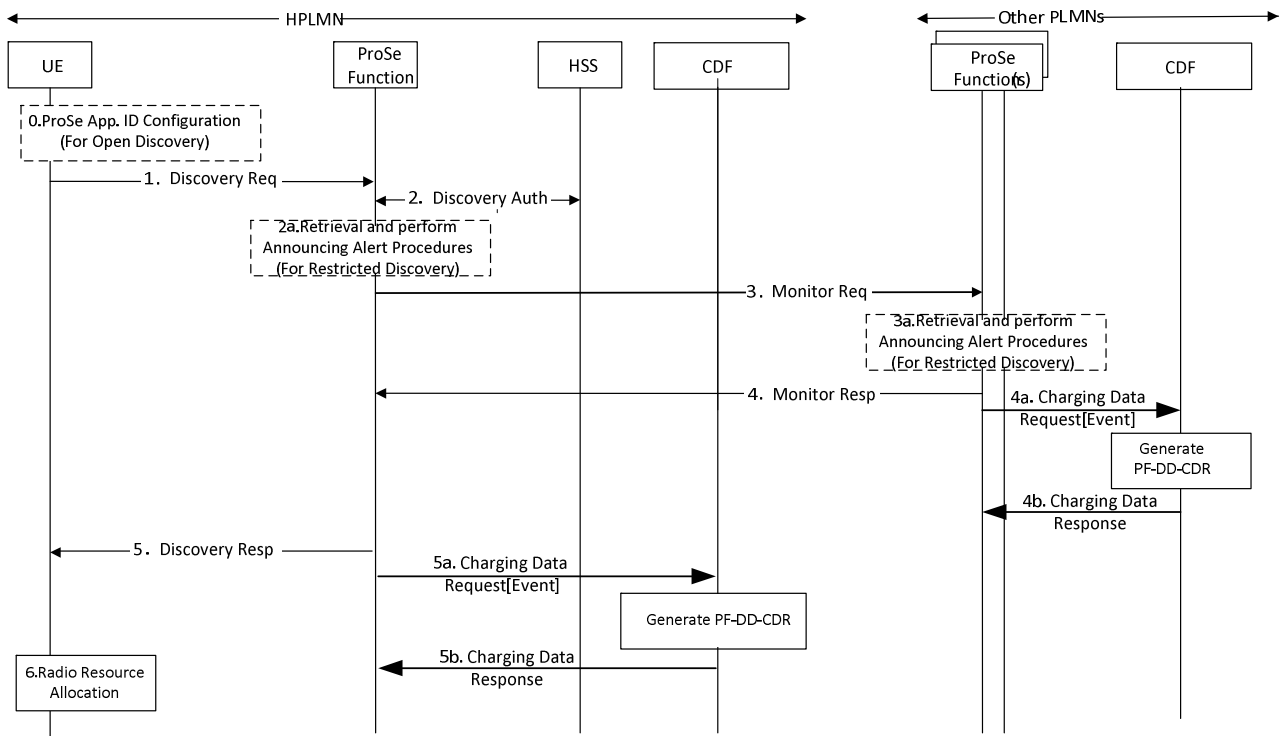 HPLMN
Other PLMNs
UE
ProSe
Function
HSS
CDF
ProSe
Function(s)
CDF
0.ProSe App. ID Configuration
(For Open Discovery)
1. Discovery Req
2. Discovery Auth
2a.Retrieval and perform
Announcing Alert Procedures
(For Restricted Discovery)
3. Monitor Req
3a.Retrieval and perform
Announcing Alert Procedures
(For Restricted Discovery)
4. Monitor Resp
4a. Charging Data
Request[Event]
Generate
PF-DD-CDR
4b. Charging Data
Response
5. Discovery Resp
5a. Charging Data
Request[Event]
Generate PF-DD-CDR
5b. Charging Data
Response
6.Radio Resource
Allocation